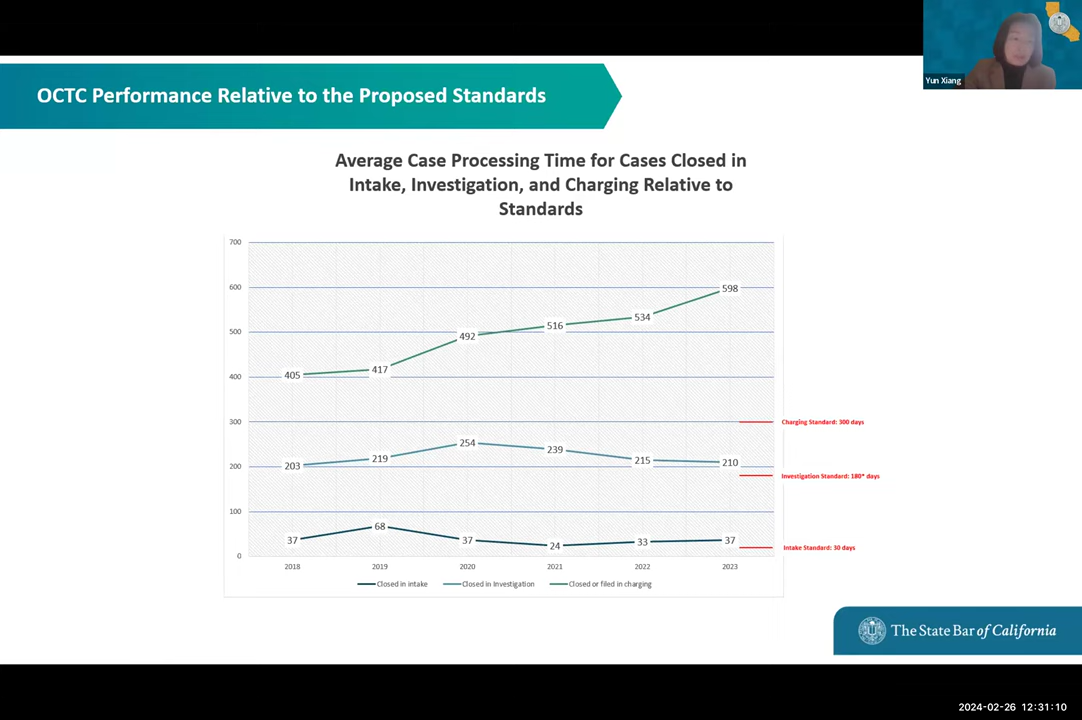 Yun Xiang
OCTC Performance Relative to the Proposed Standards
Average Case Processing Time for Cases Closed in
Intake, Investigation, and Charging Relative to
Standards
700
600
500
400
300
200
100
0
405
417
492
516
534
598
203
219
254
239
215
210
37
68
37
24
33
37
Charging Standard: 300 days
Investigation Standard: 180* days
Intake Standard: 30 days
2018 2019 2020 2021 2022 2023
Closed in intake Closed in Investigation Closed or filed in charging
The State Bar of California
2024-02-26 12:31:10